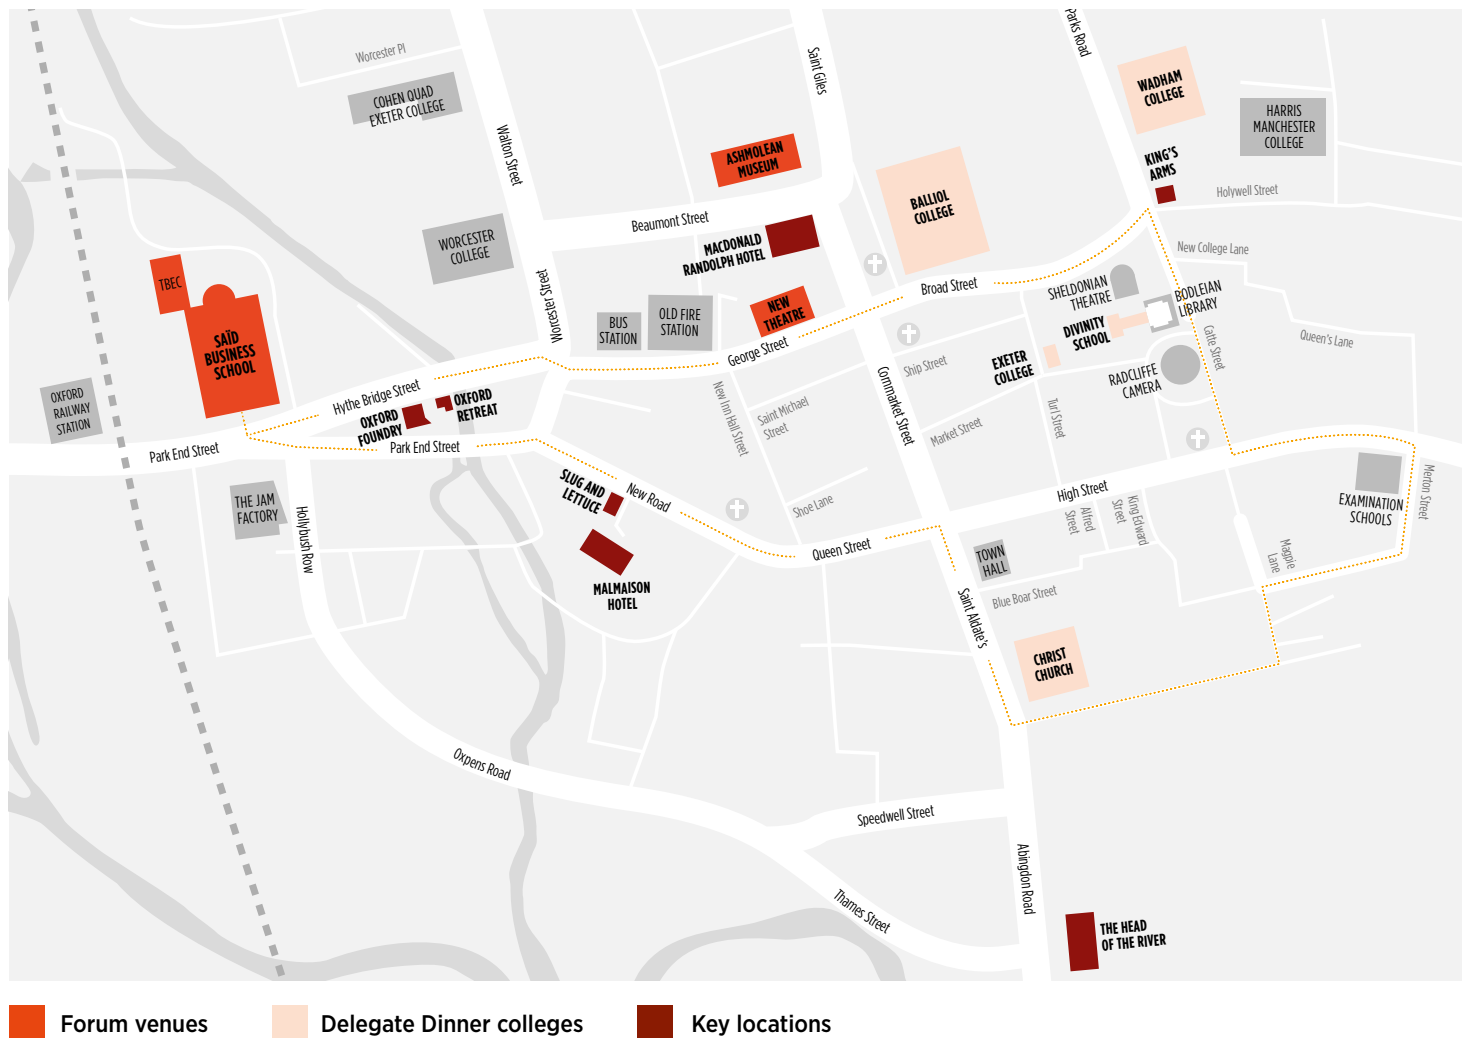 Worcester Pl
COHEN QUAD
EXETER COLLEGE
Walton Street
Saint Giles
Parks Road
WADHAM
COLLEGE
HARRIS
MANCHESTER
COLLEGE
KING'S
ARMS
Holywell Street
ASHMOLEAN
MUSEUM
Beaumont Street
BALLIOL
COLLEGE
WORCESTER
COLLEGE
MACDONALD
RANDOLPH HOTEL
New College Lane
TBEC
SAÏD
BUSINESS
SCHOOL
Worcester Street
BUS
STATION
OLD FIRE
STATION
NEW
THEATRE
Broad Street
SHELDONIAN
THEATRE
BODLEIAN
LIBRARY
DIVINITY
SCHOOL
Catte Street
Queen's Lane
George Street
Ship Street
EXETER
COLLEGE
RADCLIFFE
CAMERA
OXFORD
RAILWAY
STATION
Hythe Bridge Street
OXFORD
FOUNDRY
OXFORD
RETREAT
New Inn Hall Street
Saint Michael
Street
Cornmarket Street
Market Street
Turl Street
Park End Street
Park End Street
SLUG AND
LETTUCE
New Road
Shoe Lane
High Street
Alfred
Street
King Edward
Street
EXAMINATION
SCHOOLS
Merton Street
THE JAM
FACTORY
Hollybush Row
Queen Street
TOWN
HALL
Magpie
Lane
MALMAISON
HOTEL
Blue Boar Street
Saint Aldate's
CHRIST
CHURCH
Oxpens Road
Speedwell Street
Thames Street
Abingdon Road
THE HEAD
OF THE RIVER
Forum venues
Delegate Dinner colleges
Key locations